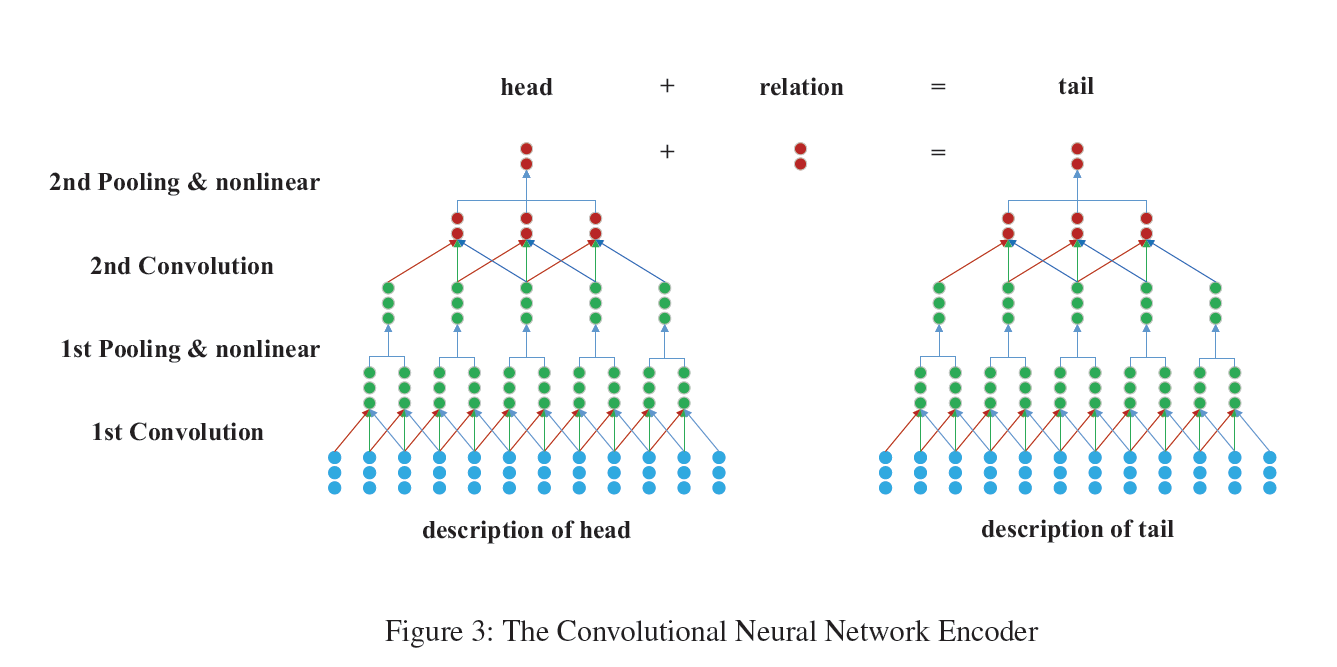 head + relation = tail
+ =
2nd Pooling & nonlinear
2nd Convolution
1st Pooling & nonlinear
1st Convolution
description of head
description of tail
Figure 3: The Convolutional Neural Network Encoder